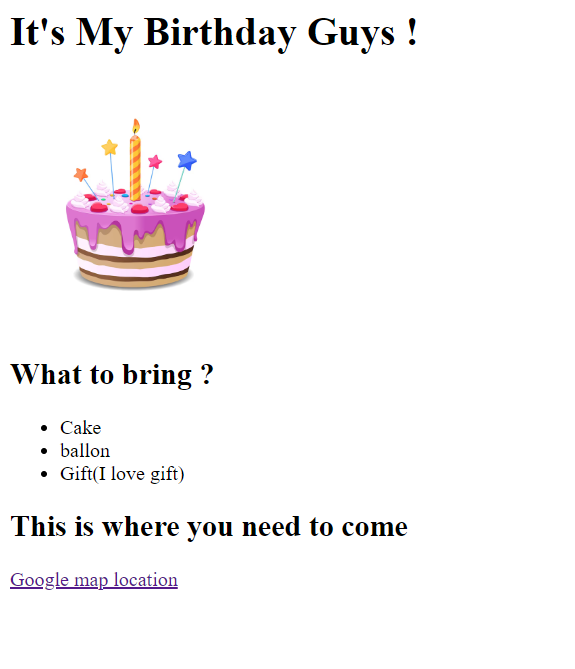 It's My Birthday Guys !
What to bring ?
Cake
ballon
Gift(I love gift)
This is where you need to come
Google map location